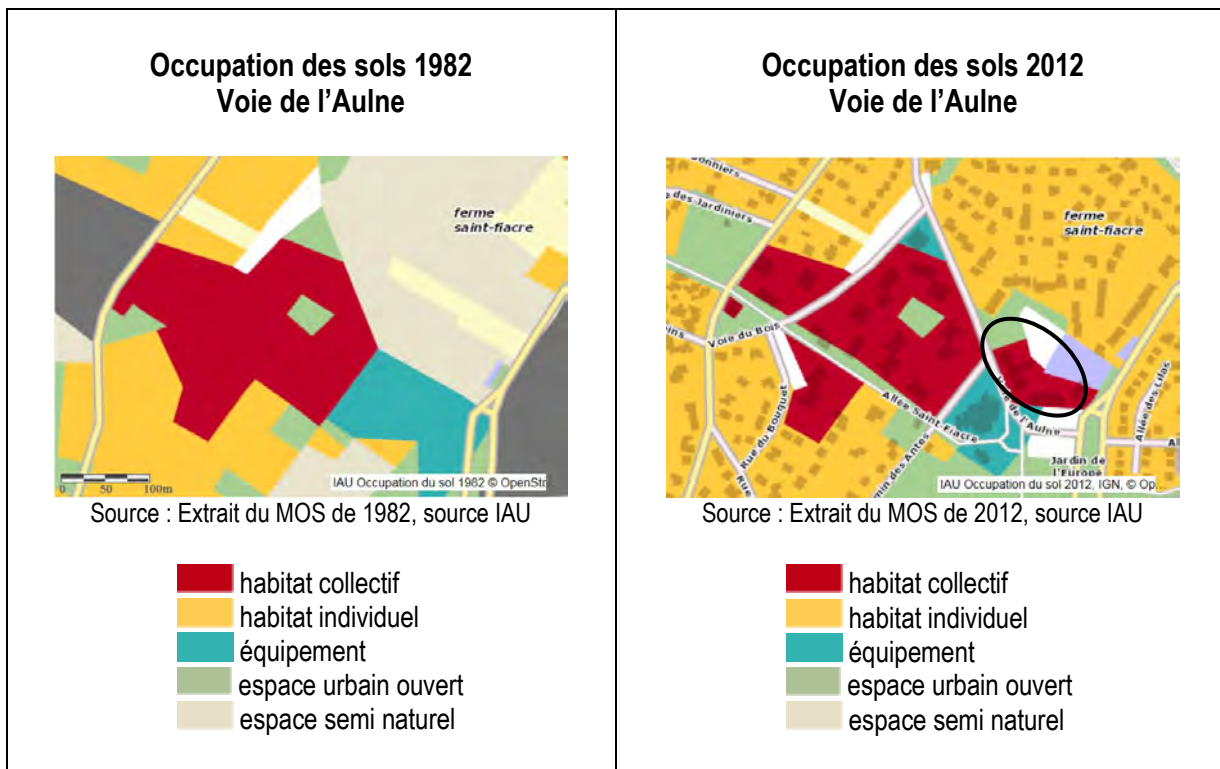 Occupation des sols 1982
Voie de l'Aulne
ferme
saint-fiacre
0 50 100m
IAU Occupation du sol 1982 © OpenStr
Source : Extrait du MOS de 1982, source IAU
habitat collectif
habitat individuel
équipement
espace urbain ouvert
espace semi naturel
Occupation des sols 2012
Voie de l'Aulne
des Jardiniers
ferme
saint-fiacre
Voie du Bois
Rue du Bouquet
Allée Saint-Fiacre
des Antes
de l'Aulne
Allée des Lilas
Jardin de
l'Europe
IAU Occupation du sol 2012, IGN, © Op...
Source : Extrait du MOS de 2012, source IAU
habitat collectif
habitat individuel
équipement
espace urbain ouvert
espace semi naturel